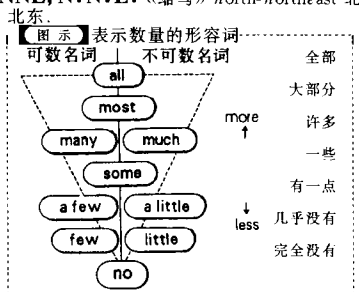 NNE, N.N.E. 《缩写》 north-northeast 北
北东.
图示 表示数量的形容词
可数名词 不可数名词
all 全部
most 大部分
many much more 许多
some 一些
a few a little 有一点
few little less 几乎没有
no 完全没有